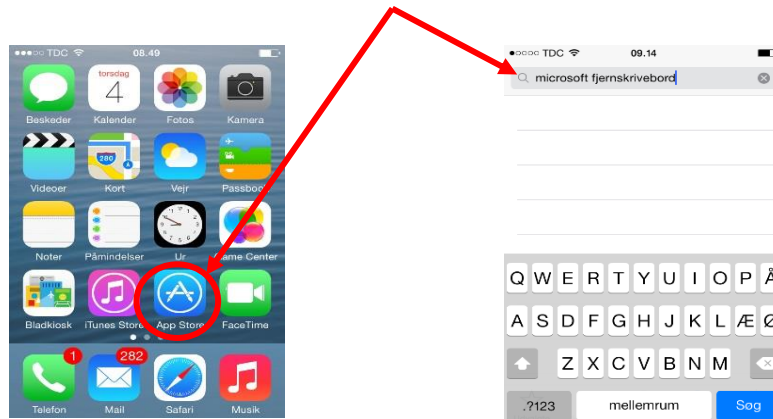 TDC 08.49
torsdag
4
Beskeder Kalender Fotos Kamera
280
Videoer Kort Vejr Passbook
Noter Påmindelser Ur Game Center
Bladkiosk iTunes Store App Store FaceTime
1 282
Telefon Mail Safari Musik
TDC 09.14
microsoft fjernskrivebord
Q W E R T Y U I O P Å
A S D F G H J K L Æ Ø
Z X C V B N M
.?123 mellemrum Søg